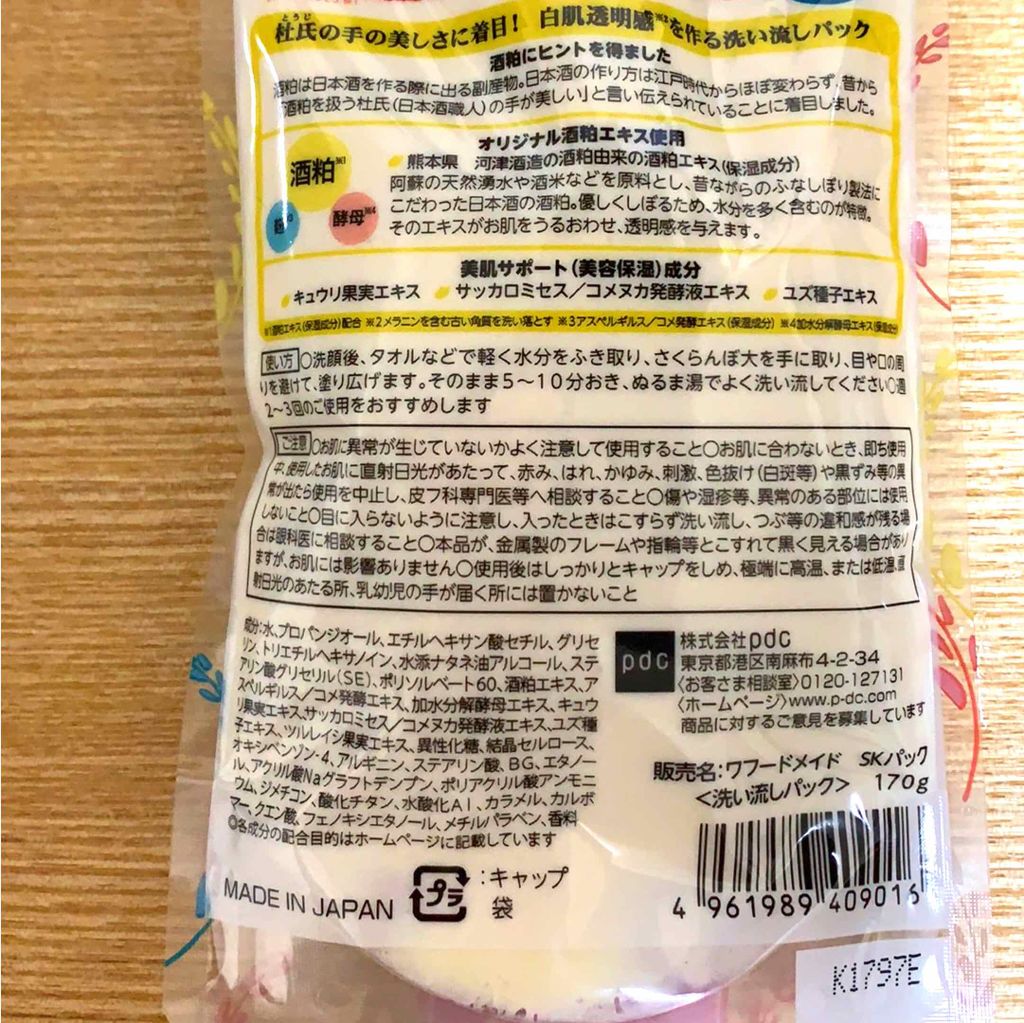 とうじ
杜氏の手の美しさに着目! 白肌透明感※2を作る洗い流しパック
酒粕にヒントを得ました
酒粕は日本酒を作る際に出る副産物。日本酒の作り方は江戸時代からほぼ変わらず、昔から
「酒粕を扱う杜氏(日本酒職人)の手が美しい」と言い伝えられていることに着目しました。
オリジナル酒粕エキス使用
酒粕※1
酵母※4
熊本県 河津酒造の酒粕由来の酒粕エキス(保湿成分)
阿蘇の天然湧水や酒米などを原料とし、昔ながらのふなしぼり製法に
こだわった日本酒の酒粕。優しくしぼるため、水分を多く含むのが特徴。
そのエキスがお肌をうるおわせ、透明感を与えます。
美肌サポート(美容保湿)成分
キュウリ果実エキス サッカロミセス/コメヌカ発酵液エキス ユズ種子エキス
※1酒粕エキス(保湿成分)配合 ※2メラニンを含む古い角質を洗い落とす ※3アスペルギルス/コメ発酵エキス(保湿成分) ※4加水分解酵母エキス(保湿成分)
使い方 ○洗顔後、タオルなどで軽く水分をふき取り、さくらんぼ大を手に取り、目や口の周
りを避けて、塗り広げます。そのまま5〜10分おき、ぬるま湯でよく洗い流してください○週
2〜3回のご使用をおすすめします
ご注意 ○お肌に異常が生じていないかよく注意して使用すること○お肌に合わないとき、即ち使用
中、使用したお肌に直射日光があたって、赤み、はれ、かゆみ、刺激、色抜け(白斑等)や黒ずみ等の異
常が出たら使用を中止し、皮フ科専門医等へ相談すること○傷や湿疹等、異常のある部位には使用
しないこと○目に入らないように注意し、入ったときはこすらず洗い流し、つぶ等の違和感が残る場
合は眼科医に相談すること○本品が、金属製のフレームや指輪等とこすれて黒く見える場合があり
ますが、お肌には影響ありません○使用後はしっかりとキャップをしめ、極端に高温、または低温、直
射日光のあたる所、乳幼児の手が届く所には置かないこと
成分:水、プロパンジオール、エチルヘキサン酸セチル、グリセ
リン、トリエチルヘキサノイン、水添ナタネ油アルコール、ステ
アリン酸グリセリル(SE)、ポリソルベート60、酒粕エキス、ア
スペルギルス/コメ発酵エキス、加水分解酵母エキス、キュウ
リ果実エキス、サッカロミセス/コメヌカ発酵液エキス、ユズ種
子エキス、ツルレイシ果実エキス、異性化糖、結晶セルロース、
オキシベンゾン-4、アルギニン、ステアリン酸、BG、エタノー
ル、アクリル酸Naグラフトデンプン、ポリアクリル酸アンモニ
ウム、ジメチコン、酸化チタン、水酸化Al、カラメル、カルボ
マー、クエン酸、フェノキシエタノール、メチルパラベン、香料
◎各成分の配合目的はホームページに記載しています
pdc
株式会社pdc
東京都港区南麻布4-2-34
〈お客さま相談室〉0120-127131
〈ホームページ〉www.p-dc.com
商品に対するご意見を募集しています
販売名:ワフードメイド SKパック
<洗い流しパック> 170g
MADE IN JAPAN
プラ
:キャップ
袋
4 961989 409016
K1797E